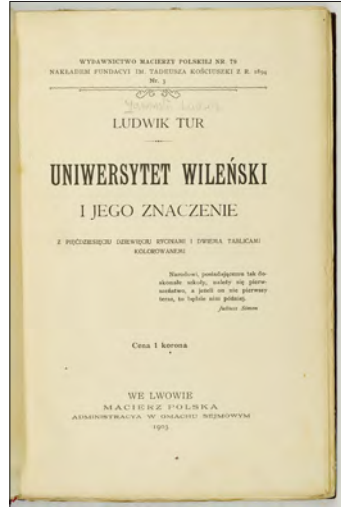 WYDAWNICTWO MACIERZY POLSKIEJ NR 78
NAKŁADEM FUNDACYI IM. TADEUSZA KOŚCIUSZKI Z R. 1894
Nr. 3
LUDWIK TUR
UNIWERSYTET WILEŃSKI
I JEGO ZNACZENIE
Z PIĘĆDZIESIĘCIU DZIEWIĘCIU RYCINAMI I DWIEMA TABLICAMI
KOLOROWANEMI
Narodowi, posiadającemu tak do-
skonałe szkoły, należy się pierw-
szeństwo, a jeżeli on nie pierwszy
teraz, to będzie nim później.
Juliusz Simon
Cena 1 korona
WE LWOWIE
MACIERZ POLSKA
ADMINISTRACYA W GMACHU SEJMOWYM
1903